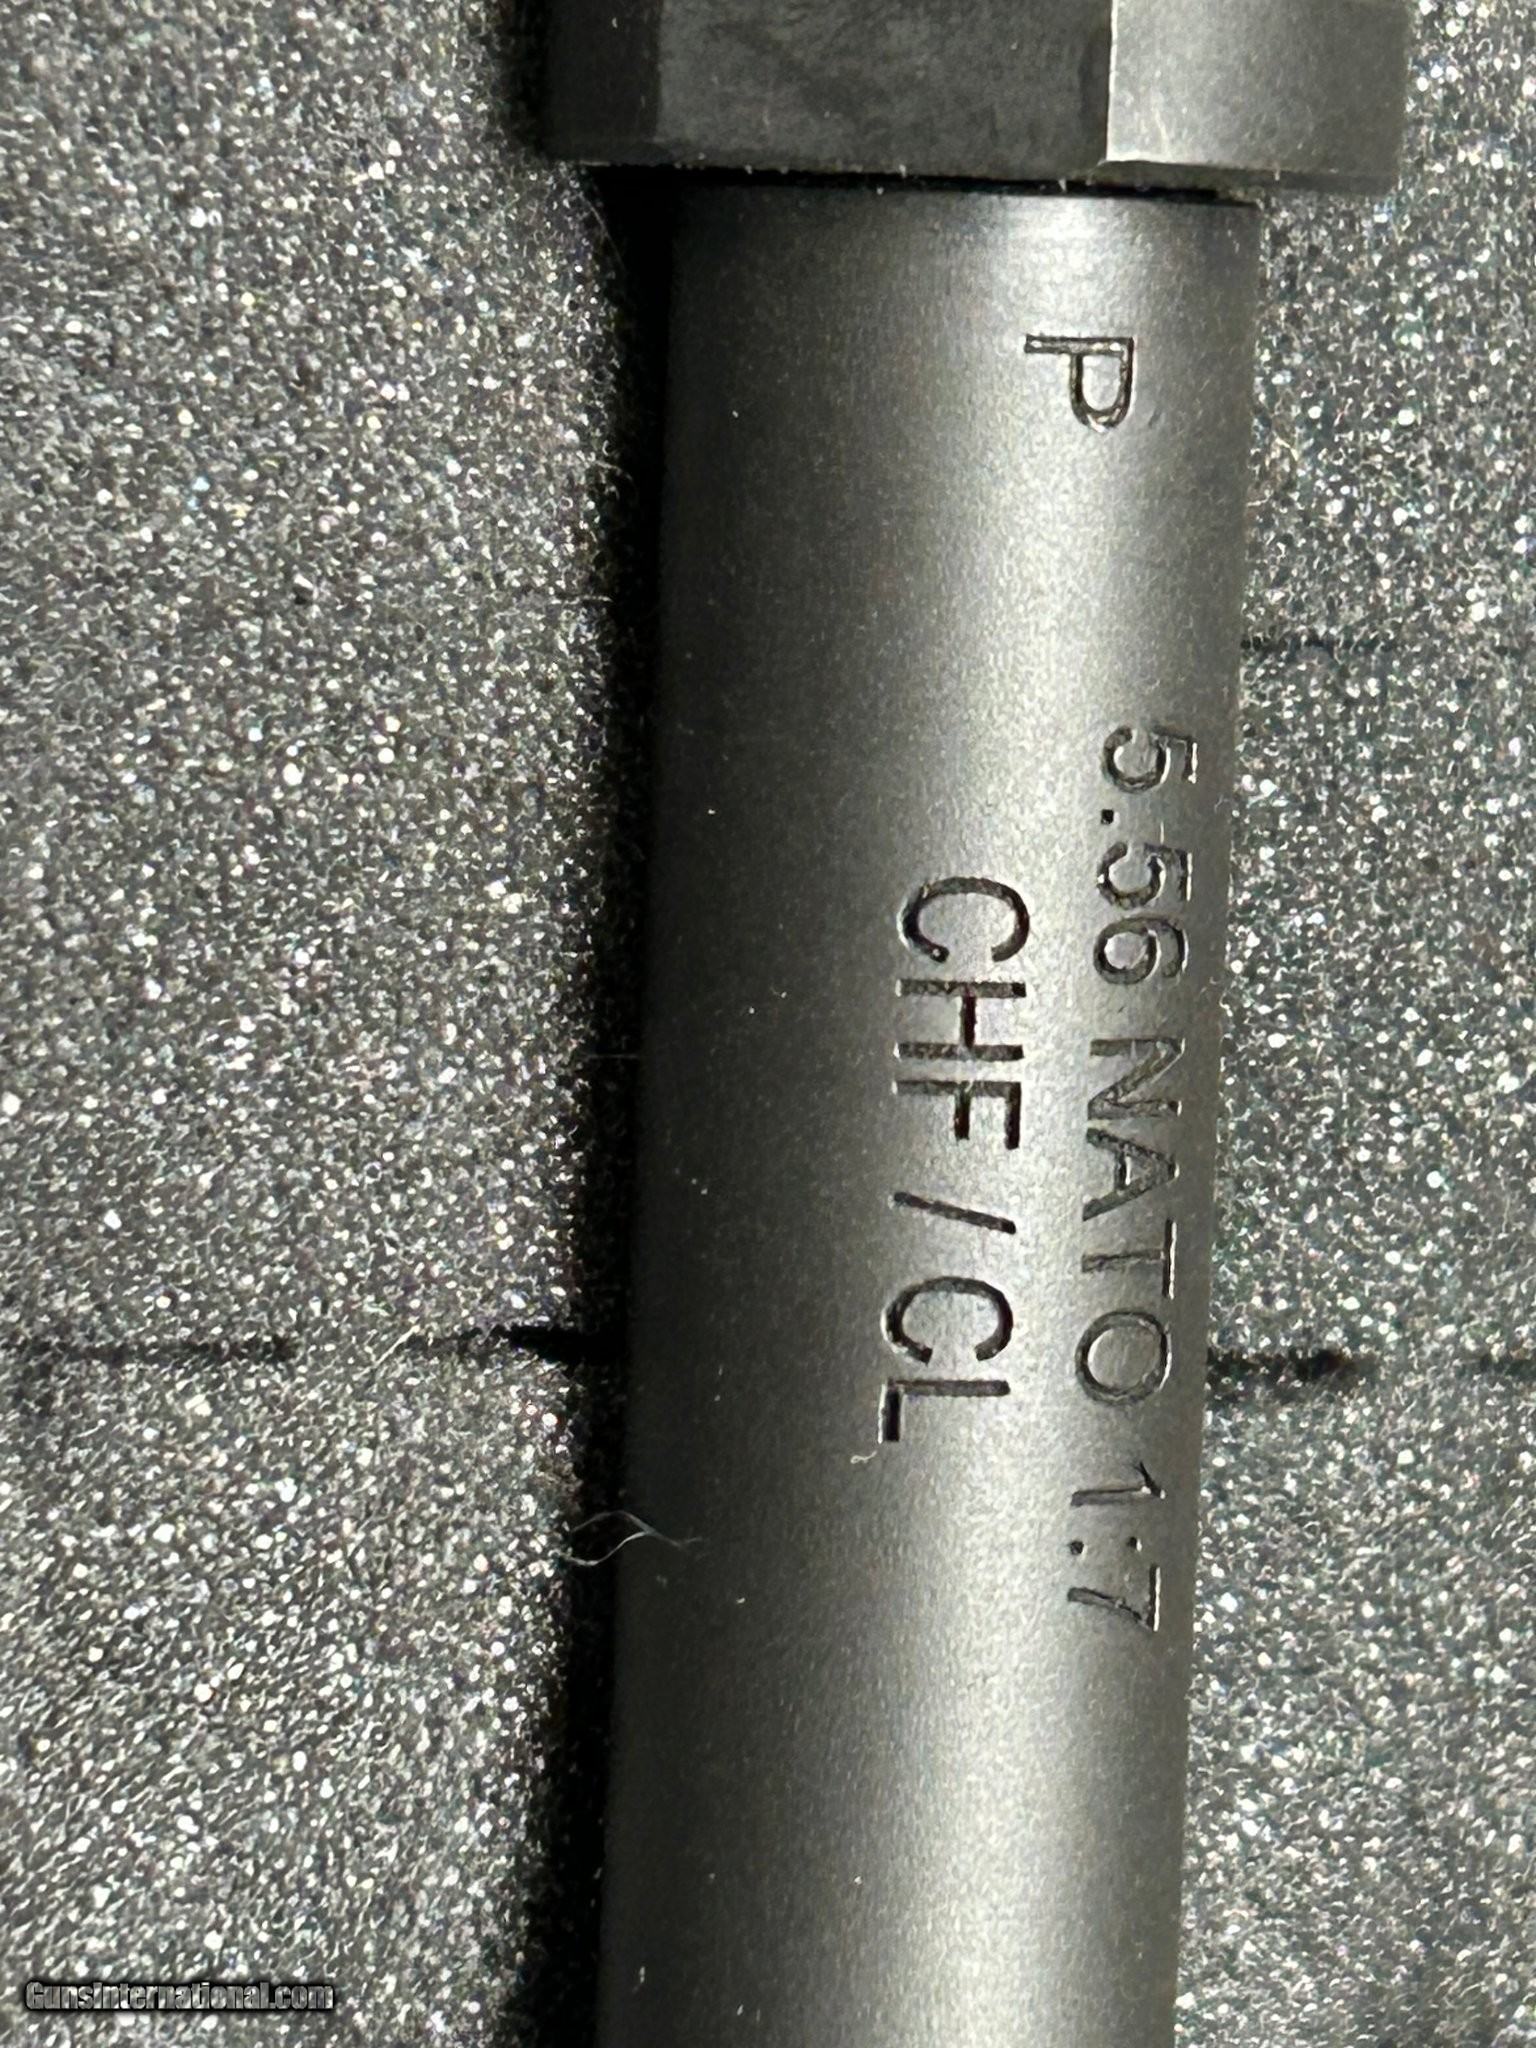 P
5.56 NATO 1:7
CHF / CL
GunsInternational.com